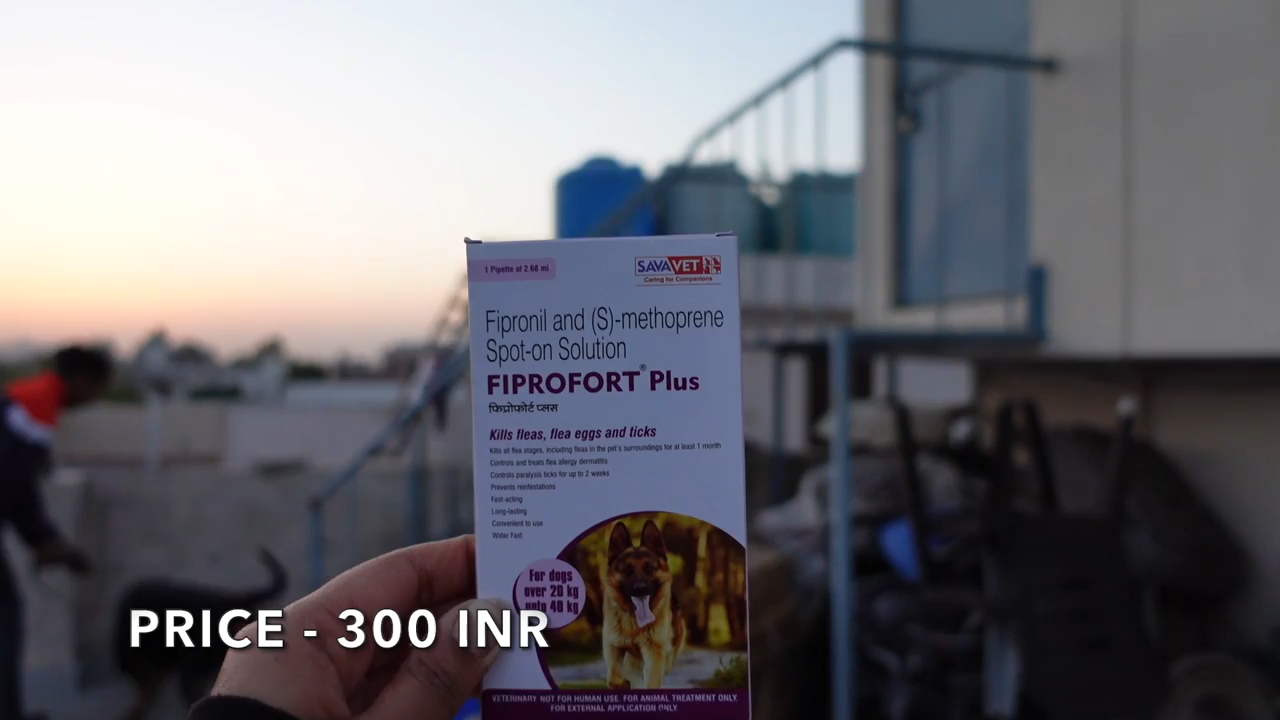 1 Pipette of 2.68 ml
SAVAVET
Caring for Companions
Fipronil and (S)-methoprene
Spot-on Solution
FIPROFORT® Plus
फिप्रोफोर्ट प्लस
Kills fleas, flea eggs and ticks
Kills all flea stages, including fleas in the pet's surroundings for at least 1 month
Controls and treats flea allergy dermatitis
Controls paralysis ticks for up to 2 weeks
Prevents reinfestations
Fast-acting
Long-lasting
Convenient to use
Water Fast
For dogs
over 20 kg
upto 40 kg
PRICE - 300 INR
VETERINARY NOT FOR HUMAN USE. FOR ANIMAL TREATMENT ONLY.
FOR EXTERNAL APPLICATION ONLY.